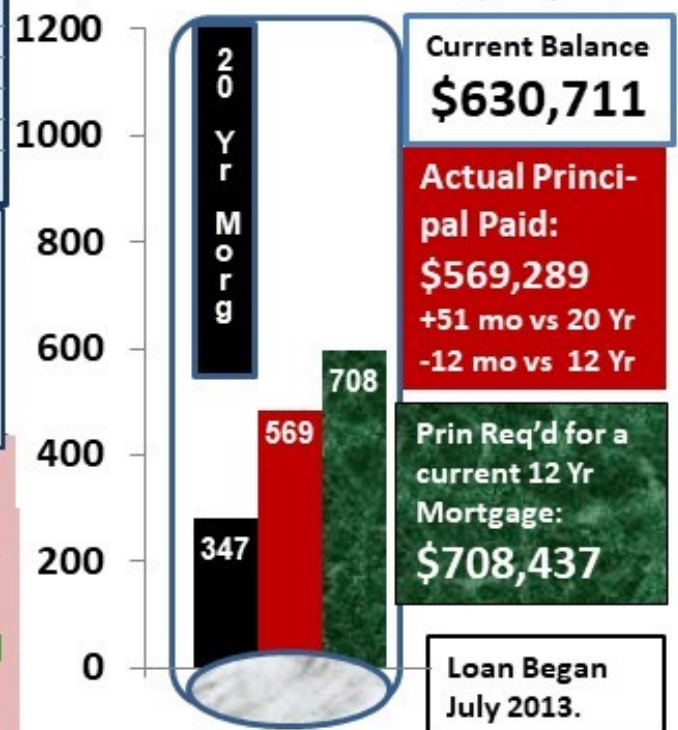 1200
1000
800
600
400
200
0
20 Yr Morg
347
569
708
Current Balance
$630,711
Actual Princi-
pal Paid:
$569,289
+51 mo vs 20 Yr
-12 mo vs 12 Yr
Prin Req'd for a
current 12 Yr
Mortgage:
$708,437
Loan Began
July 2013.